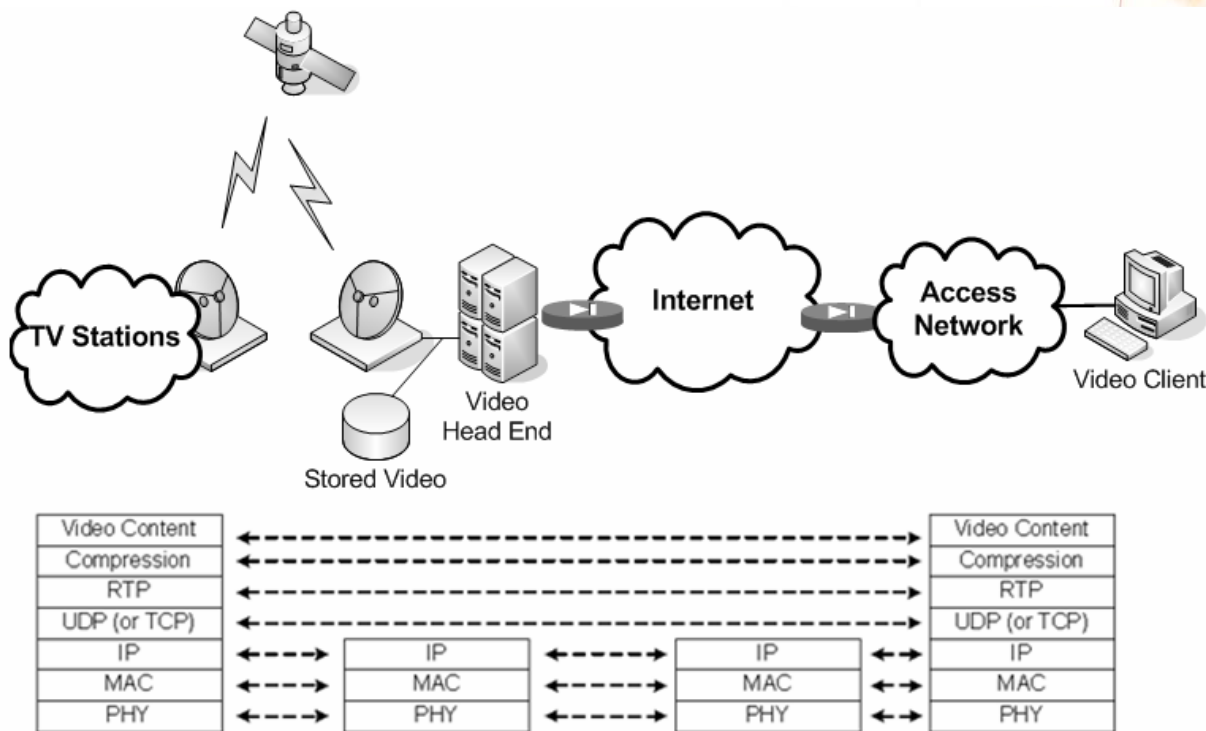 TV Stations
Internet
Access
Network
Video
Head End
Video Client
Stored Video
Video Content
Video Content
Compression
Compression
RTP
RTP
UDP (or TCP)
UDP (or TCP)
IP
IP
IP
IP
MAC
MAC
MAC
MAC
PHY
PHY
PHY
PHY